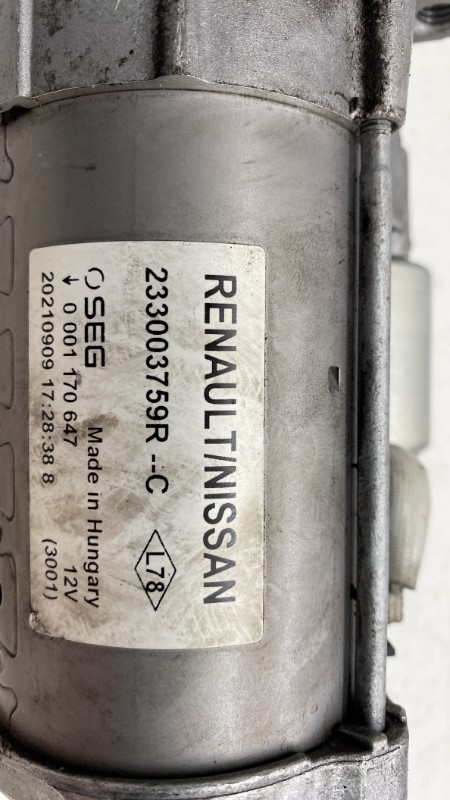 RENAULT/NISSAN
233003759R --C L78
SEG Made in Hungary 12V
0 001 170 647 (3001)
20210909 17:28:38 8